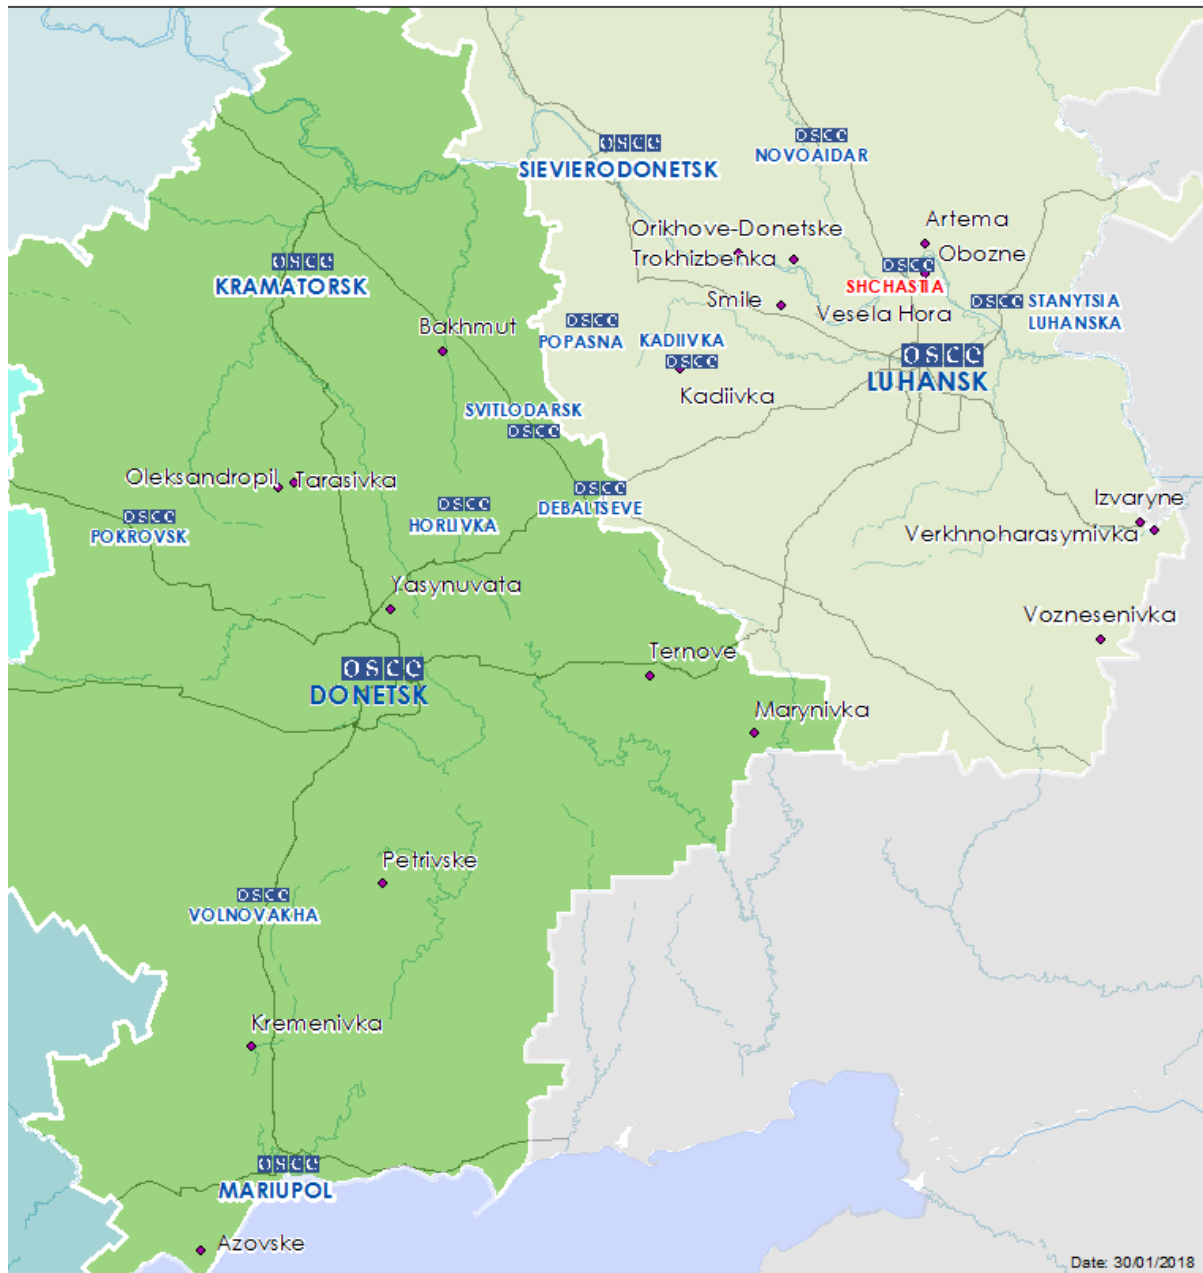 OSCE
SIEVIERODONETSK
OSCE
NOVOAIDAR
Orikhove-Donetske
Trokhizbenka
Artema
Obozne
OSCE
KRAMATORSK
OSCE
SHCHASTIA
Smile
Vesela Hora
OSCE
STANYTSIA
LUHANSKA
Bakhmut
OSCE
POPASNA
KADIIVKA
OSCE
Kadiivka
OSCE
LUHANSK
SVITLODARSK
OSCE
Oleksandropil
Tarasivka
OSCE
POKROVSK
OSCE
HORLIVKA
OSCE
DEBALTSEVE
Izvaryne
Verkhnoharasymivka
Yasynuvata
Voznesenivka
OSCE
DONETSK
Ternove
Marynivka
Petrivske
OSCE
VOLNOVAKHA
Kremenivka
OSCE
MARIUPOL
Azovske
Date: 30/01/2018